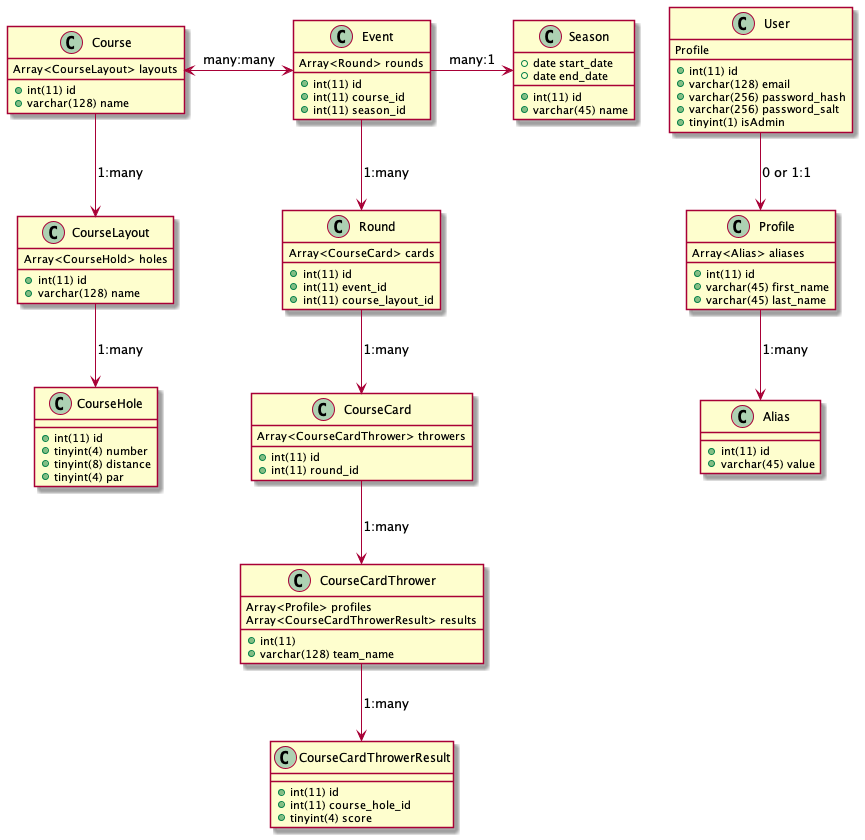 C Course
Array<CourseLayout> layouts
int(11) id
varchar(128) name
many:many
C Event
Array<Round> rounds
int(11) id
int(11) course_id
int(11) season_id
many:1
C Season
date start_date
date end_date
int(11) id
varchar(45) name
C User
Profile
int(11) id
varchar(128) email
varchar(256) password_hash
varchar(256) password_salt
tinyint(1) isAdmin
1:many
1:many
0 or 1:1
C CourseLayout
Array<CourseHold> holes
int(11) id
varchar(128) name
C Round
Array<CourseCard> cards
int(11) id
int(11) event_id
int(11) course_layout_id
C Profile
Array<Alias> aliases
int(11) id
varchar(45) first_name
varchar(45) last_name
1:many
1:many
1:many
C CourseHole
int(11) id
tinyint(4) number
tinyint(8) distance
tinyint(4) par
C CourseCard
Array<CourseCardThrower> throwers
int(11) id
int(11) round_id
C Alias
int(11) id
varchar(45) value
1:many
C CourseCardThrower
Array<Profile> profiles
Array<CourseCardThrowerResult> results
int(11)
varchar(128) team_name
1:many
C CourseCardThrowerResult
int(11) id
int(11) course_hole_id
tinyint(4) score